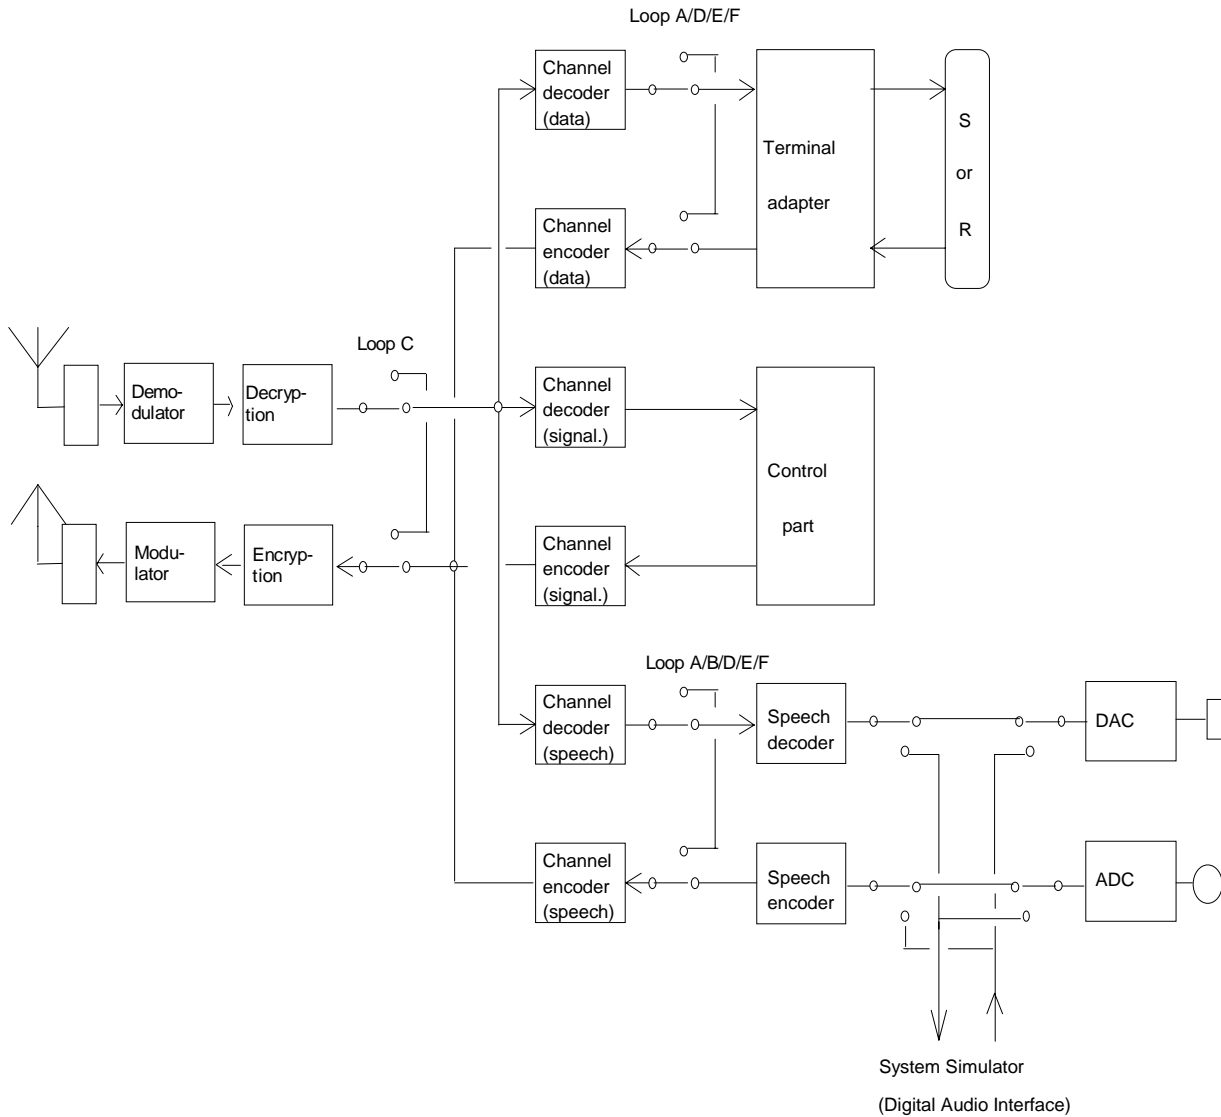 Loop A/D/E/F
Channel
decoder
(data)
Terminal
adapter
S
or
R
Channel
encoder
(data)
Loop C
Demo-
dulator
Decryp-
tion
Channel
decoder
(signal.)
Control
part
Modu-
lator
Encryp-
tion
Channel
encoder
(signal.)
Loop A/B/D/E/F
Channel
decoder
(speech)
Speech
decoder
DAC
Channel
encoder
(speech)
Speech
encoder
ADC
System Simulator
(Digital Audio Interface)